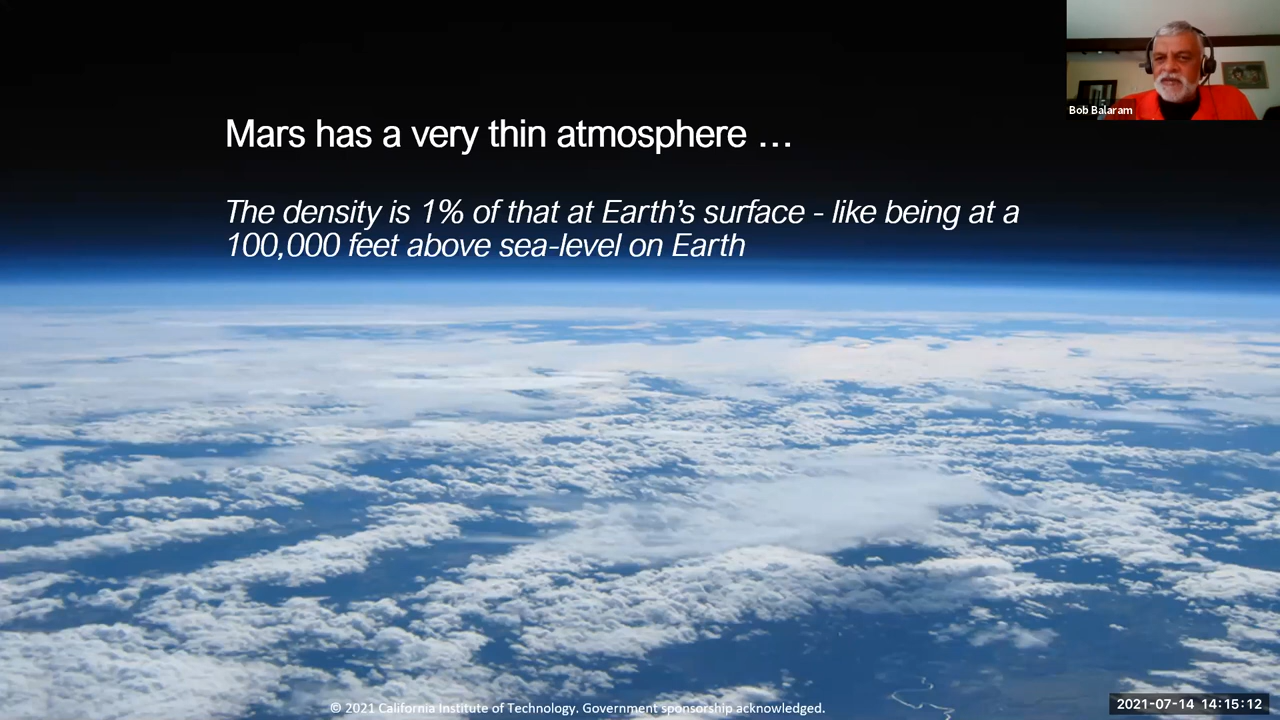 Bob Balaram
Mars has a very thin atmosphere …
The density is 1% of that at Earth’s surface - like being at a
100,000 feet above sea-level on Earth
© 2021 California Institute of Technology. Government sponsorship acknowledged.
2021-07-14 14:15:12